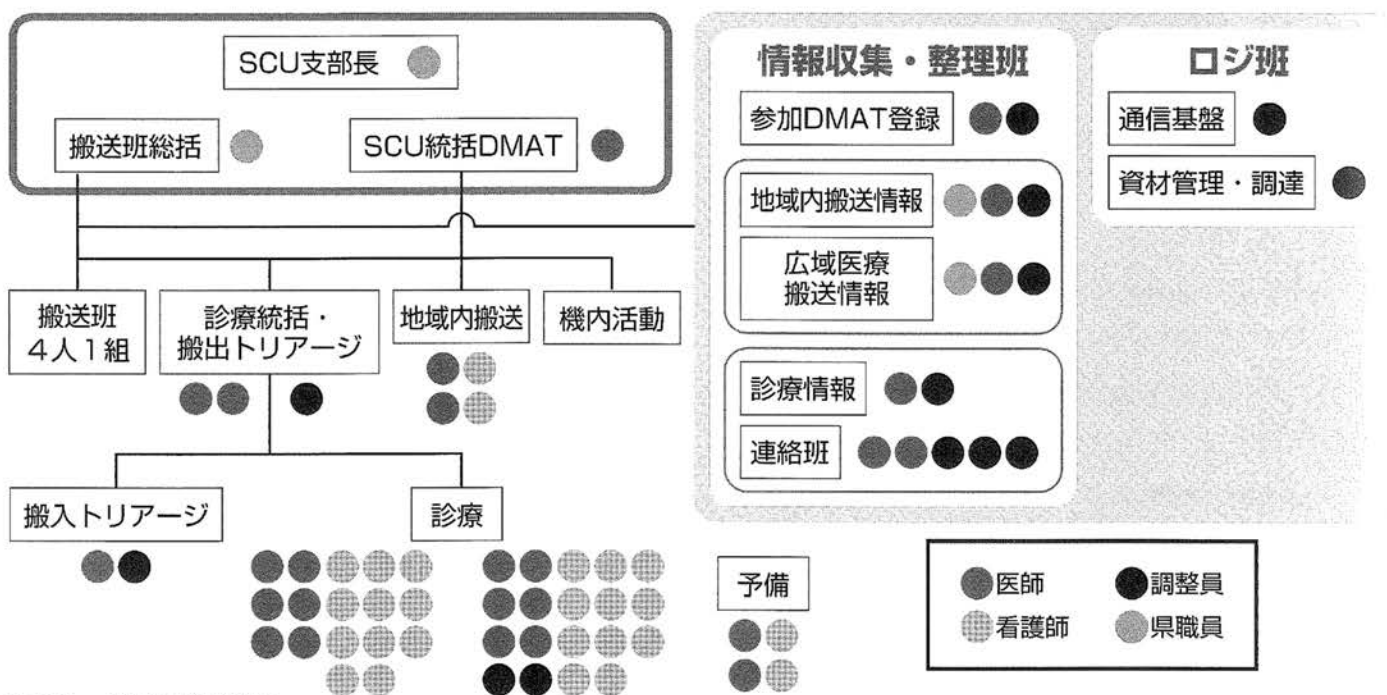 SCU支部長
搬送班総括
SCU統括DMAT
搬送班
4人1組
診療統括・
搬出トリアージ
地域内搬送
機内活動
搬入トリアージ
診療
情報収集・整理班
参加DMAT登録
地域内搬送情報
広域医療
搬送情報
診療情報
連絡班
ロジ班
通信基盤
資材管理・調達
予備
医師
調整員
看護師
県職員